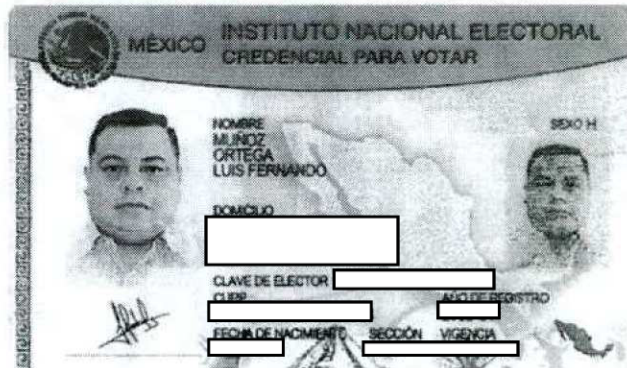 MÉXICO
INSTITUTO NACIONAL ELECTORAL
CREDENCIAL PARA VOTAR
NOMBRE
SEXO H
MUÑOZ
ORTEGA
LUIS FERNANDO
DOMICILIO
CLAVE DE ELECTOR
CURP
AÑO DE REGISTRO
FECHA DE NACIMIENTO
SECCIÓN
VIGENCIA